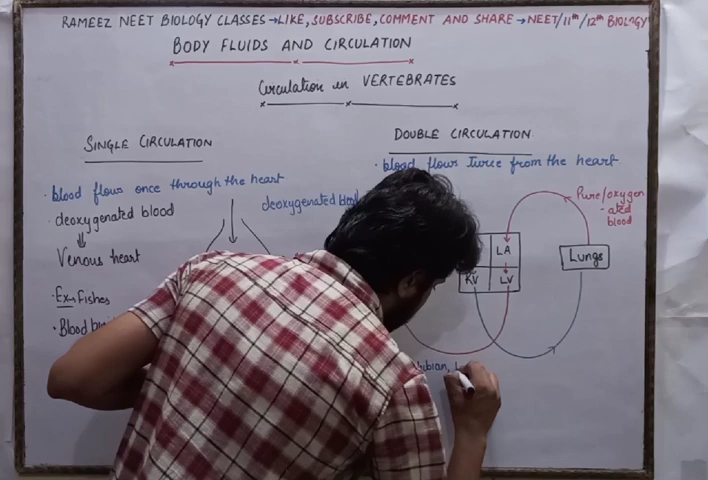 RAMEEZ NEET BIOLOGY CLASSES→LIKE, SUBSCRIBE, COMMENT AND SHARE→NEET/11th/12th BIOLOGY
BODY FLUIDS AND CIRCULATION
Circulation in VERTEBRATES
SINGLE CIRCULATION
· blood flows once through the heart
· deoxygenated blood
⇓
Venous heart
· Ex→ Fishes
· Blood
deoxygenated
DOUBLE CIRCULATION
· blood flows twice from the heart
Pure/oxygen
-ated
blood
LA
RV LV
Lungs